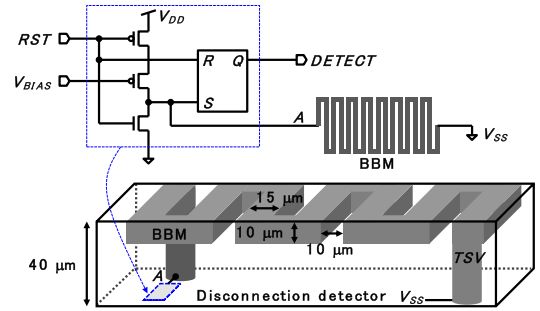 VDD
RST
R Q DETECT
VBIAS
S
A
VSS
BBM
15 μm
BBM
10 μm
10 μm
40 μm
TSV
A
Disconnection detector VSS